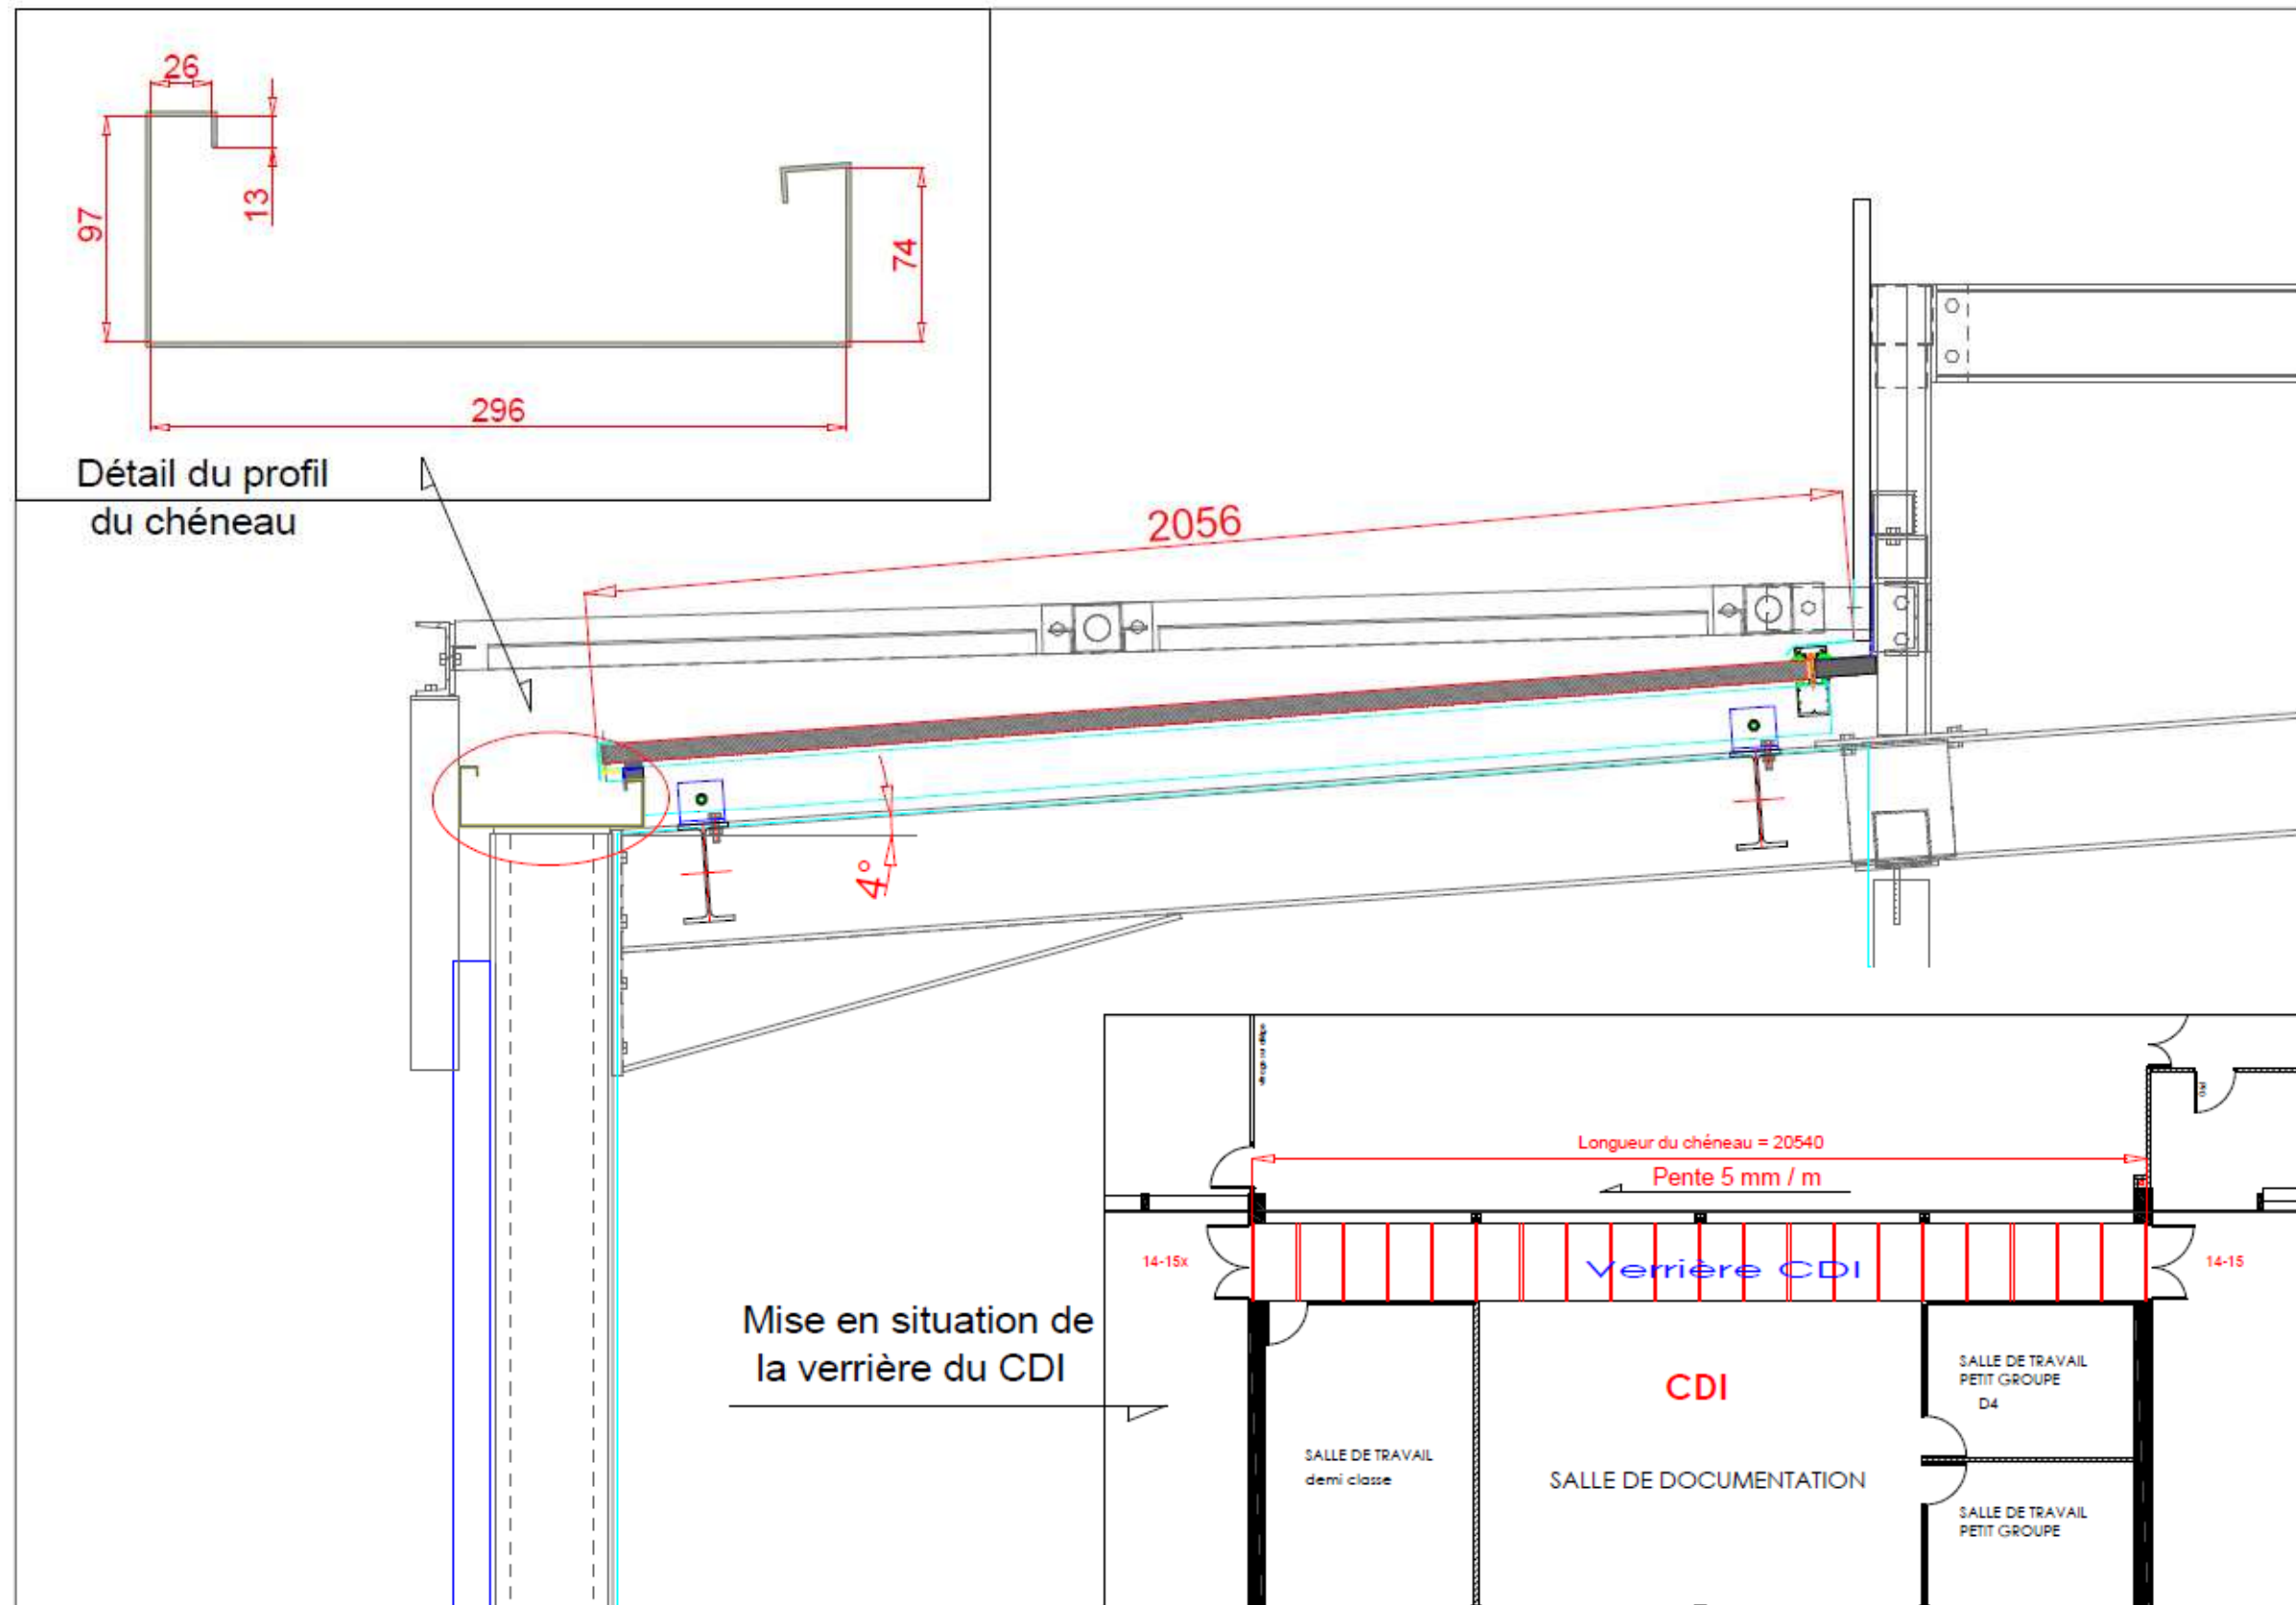 26
97
13
74
296
Détail du profil
du chéneau
2056
4°
Longueur du chéneau = 20540
Pente 5 mm / m
14-15x
Verrière CDI
14-15
Mise en situation de
la verrière du CDI
CDI
SALLE DE TRAVAIL
PETIT GROUPE
D4
SALLE DE TRAVAIL
demi classe
SALLE DE DOCUMENTATION
SALLE DE TRAVAIL
PETIT GROUPE